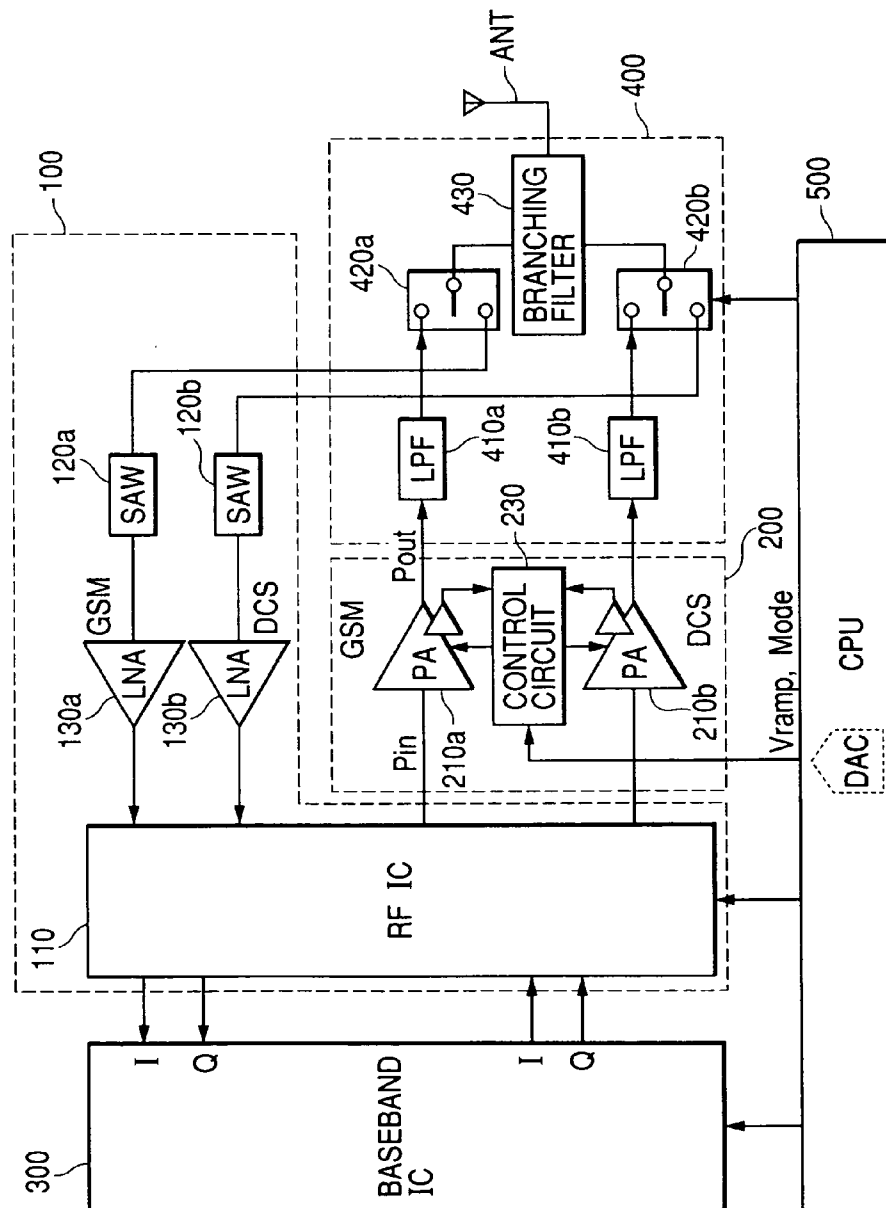 100
120a
SAW
120b
SAW
GSM
LNA
130a
DCS
LNA
130b
110
RF IC
I
Q
I
Q
300
BASEBAND
IC
ANT
400
430
BRANCHING
FILTER
420a
420b
410a
LPF
410b
LPF
200
230
CONTROL
CIRCUIT
GSM
Pout
PA
Pin
210a
DCS
PA
210b
Vramp, Mode
DAC
CPU
500